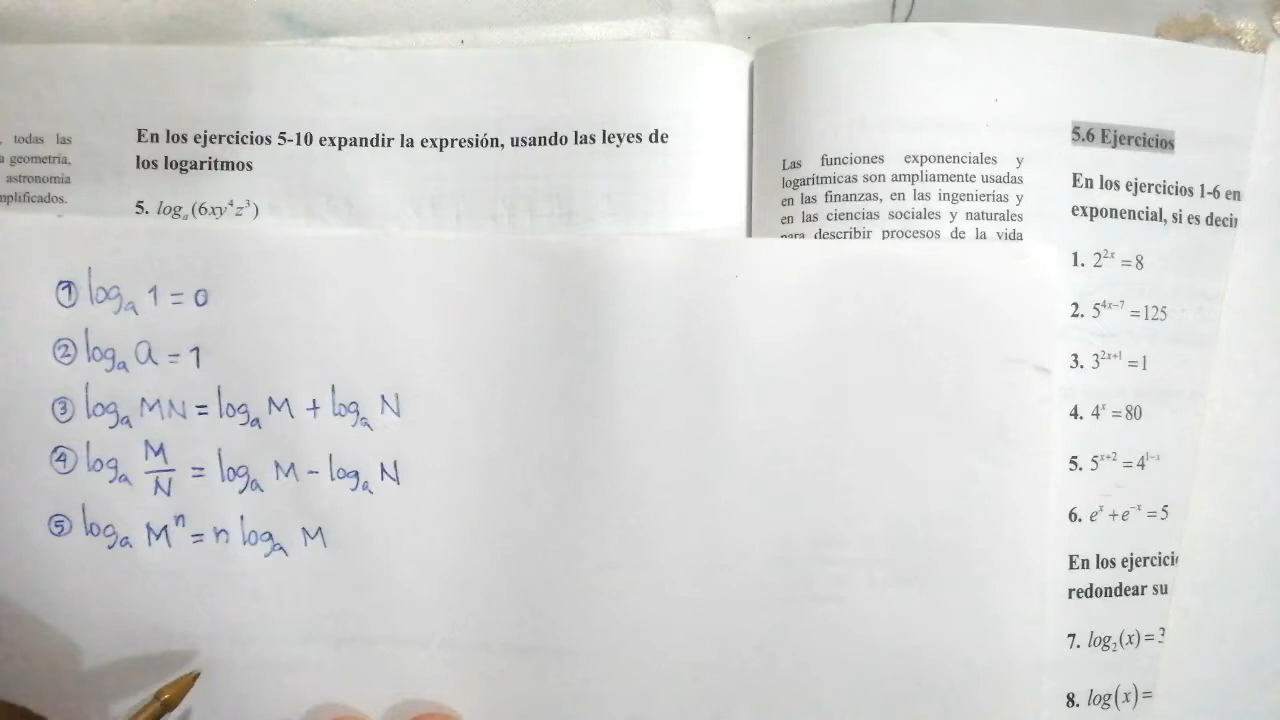 , todas las
a geometría,
astronomía
mplificados.
En los ejercicios 5-10 expandir la expresión, usando las leyes de
los logaritmos
5. logₐ(6xy⁴z³)
① logₐ 1 = 0
② logₐ a = 1
③ logₐ MN = logₐ M + logₐ N
④ logₐ M/N = logₐ M - logₐ N
⑤ logₐ Mⁿ = n logₐ M
Las funciones exponenciales y
logarítmicas son ampliamente usadas
en las finanzas, en las ingenierías y
en las ciencias sociales y naturales
para describir procesos de la vida
5.6 Ejercicios
En los ejercicios 1-6 en
exponencial, si es decir
1. 2²ˣ = 8
2. 5⁴ˣ⁻⁷ = 125
3. 3²ˣ⁺¹ = 1
4. 4ˣ = 80
5. 5ˣ⁺² = 4¹⁻ˣ
6. eˣ + e⁻ˣ = 5
En los ejercici
redondear su
7. log₂(x) = 3
8. log(x) =